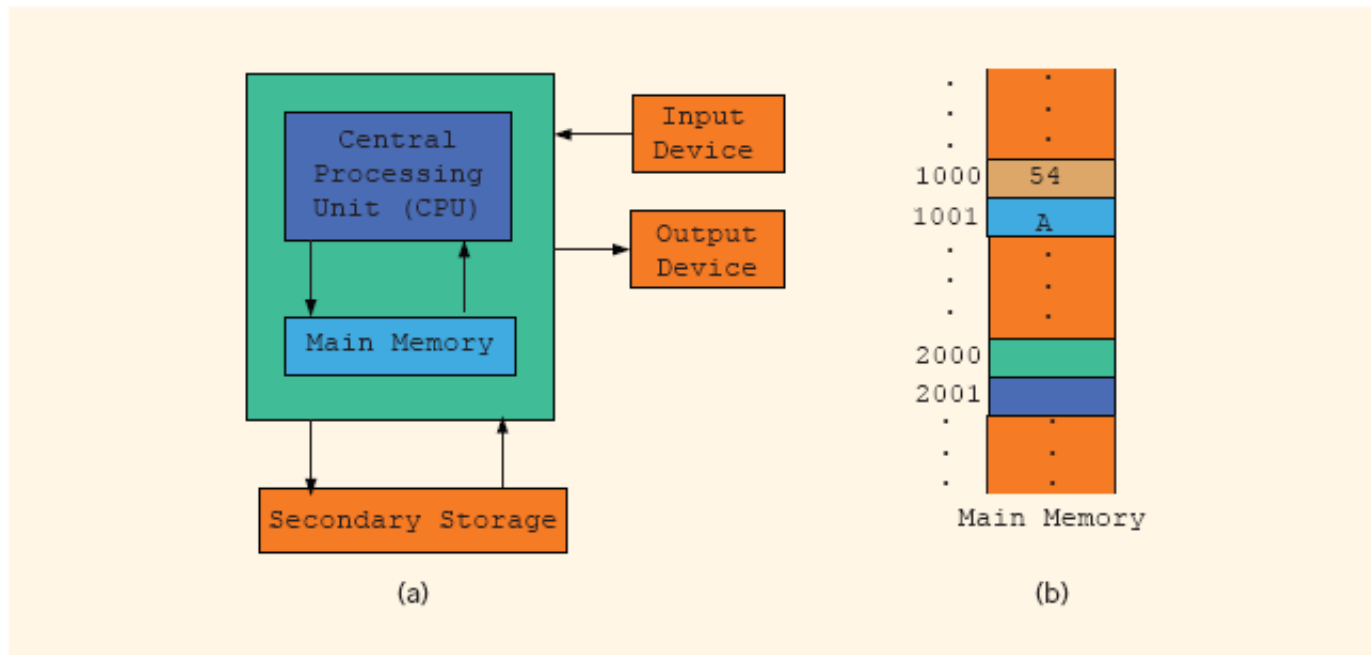 Central
Processing
Unit (CPU)
Main Memory
Secondary Storage
Input
Device
Output
Device
(a)
1000 54
1001 A
2000
2001
Main Memory
(b)